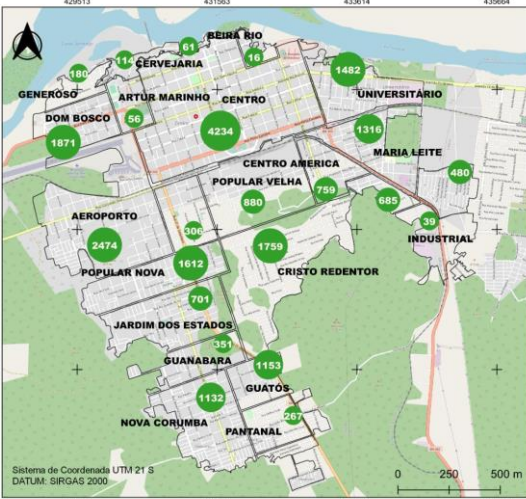 429513 431563 433614 435664
BEIRA RIO
61
16
114
CERVEJARIA
1482
180
GENEROSO
ARTUR MARINHO
CENTRO
UNIVERSITÁRIO
DOM BOSCO
56
1871
4234
1316
MARIA LEITE
CENTRO AMERICA
POPULAR VELHA
759
480
880
685
AEROPORTO
306
39
INDUSTRIAL
2474
1759
1612
POPULAR NOVA
CRISTO REDENTOR
701
JARDIM DOS ESTADOS
351
GUANABARA
1153
GUATÓS
1132
267
NOVA CORUMBA
PANTANAL
Sistema de Coordenada UTM 21 S
DATUM: SIRGAS 2000
0 250 500 m